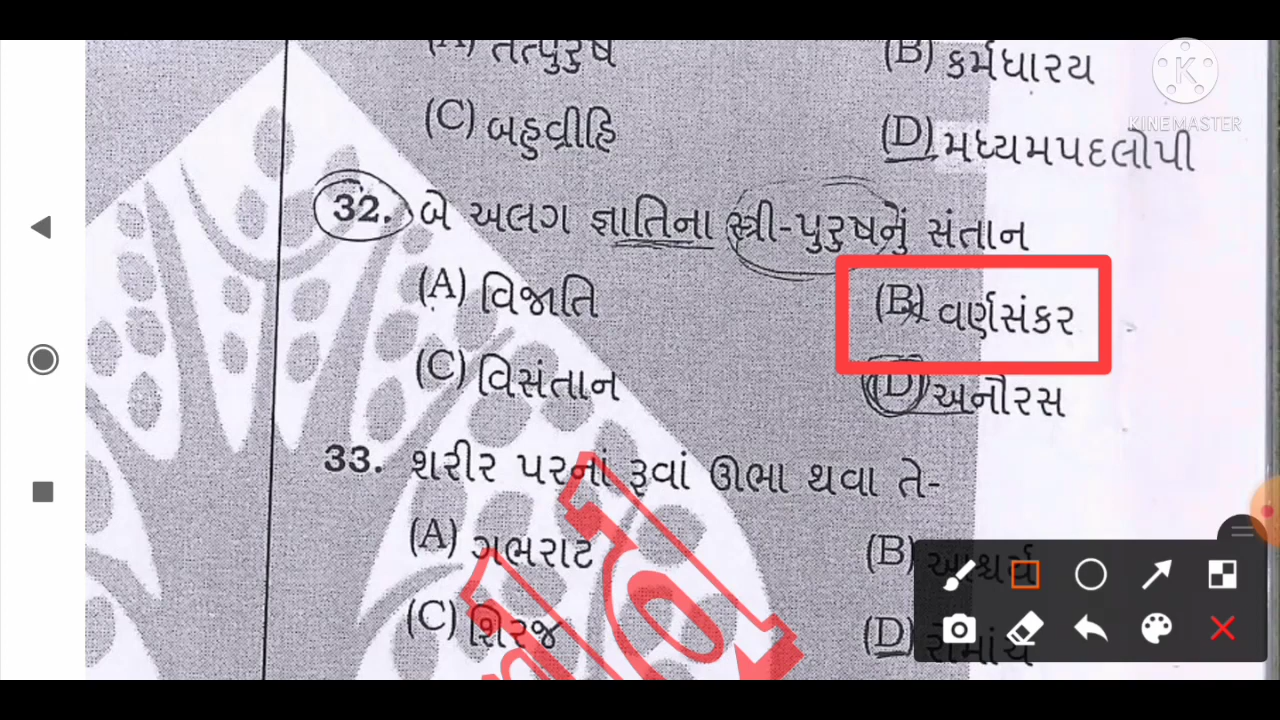 (A) તત્પુરુષ (B) કર્મધારય
KINEMASTER
(C) બહુવ્રીહિ (D) મધ્યમપદલોપી
32. બે અલગ જ્ઞાતિના સ્ત્રી-પુરુષનું સંતાન
(A) વિજાતિ (B) વર્ણસંકર
(C) વિસંતાન (D) અનૌરસ
33. શરીર પરનાં રૂવાં ઊભા થવા તે-
(A) ગભરાટ (B) આશ્ચર્ય
(C) શિરજ (D) રોમાંચ